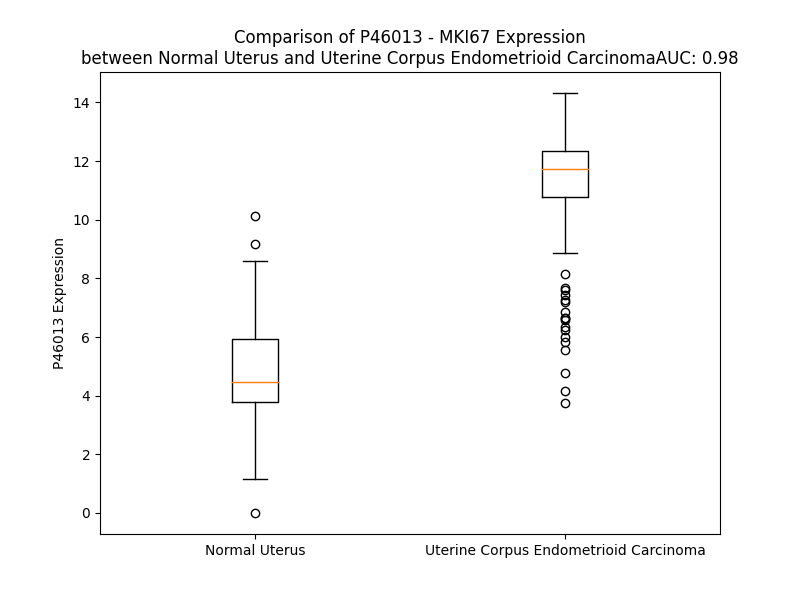 Comparison of P46013 - MKI67 Expression
between Normal Uterus and Uterine Corpus Endometrioid CarcinomaAUC: 0.98
14
12
10
8
6
4
2
0
P46013 Expression
Normal Uterus
Uterine Corpus Endometrioid Carcinoma